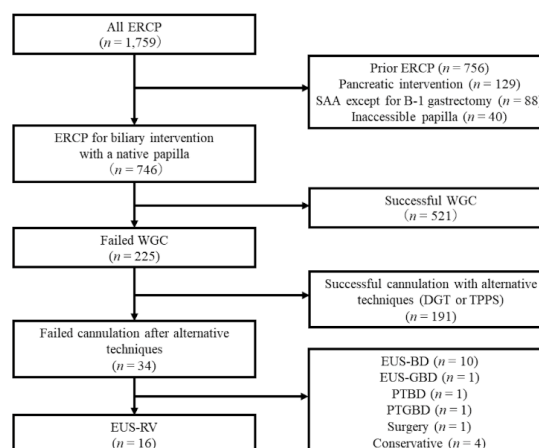 All ERCP
(n = 1,759)
Prior ERCP (n = 756)
Pancreatic intervention (n = 129)
SAA except for B-1 gastrectomy (n = 88)
Inaccessible papilla (n = 40)
ERCP for biliary intervention
with a native papilla
(n = 746)
Successful WGC
(n = 521)
Failed WGC
(n = 225)
Successful cannulation with alternative
techniques (DGT or TPPS)
(n = 191)
Failed cannulation after alternative
techniques
(n = 34)
EUS-BD (n = 10)
EUS-GBD (n = 1)
PTBD (n = 1)
PTGBD (n = 1)
Surgery (n = 1)
Conservative (n = 4)
EUS-RV
(n = 16)